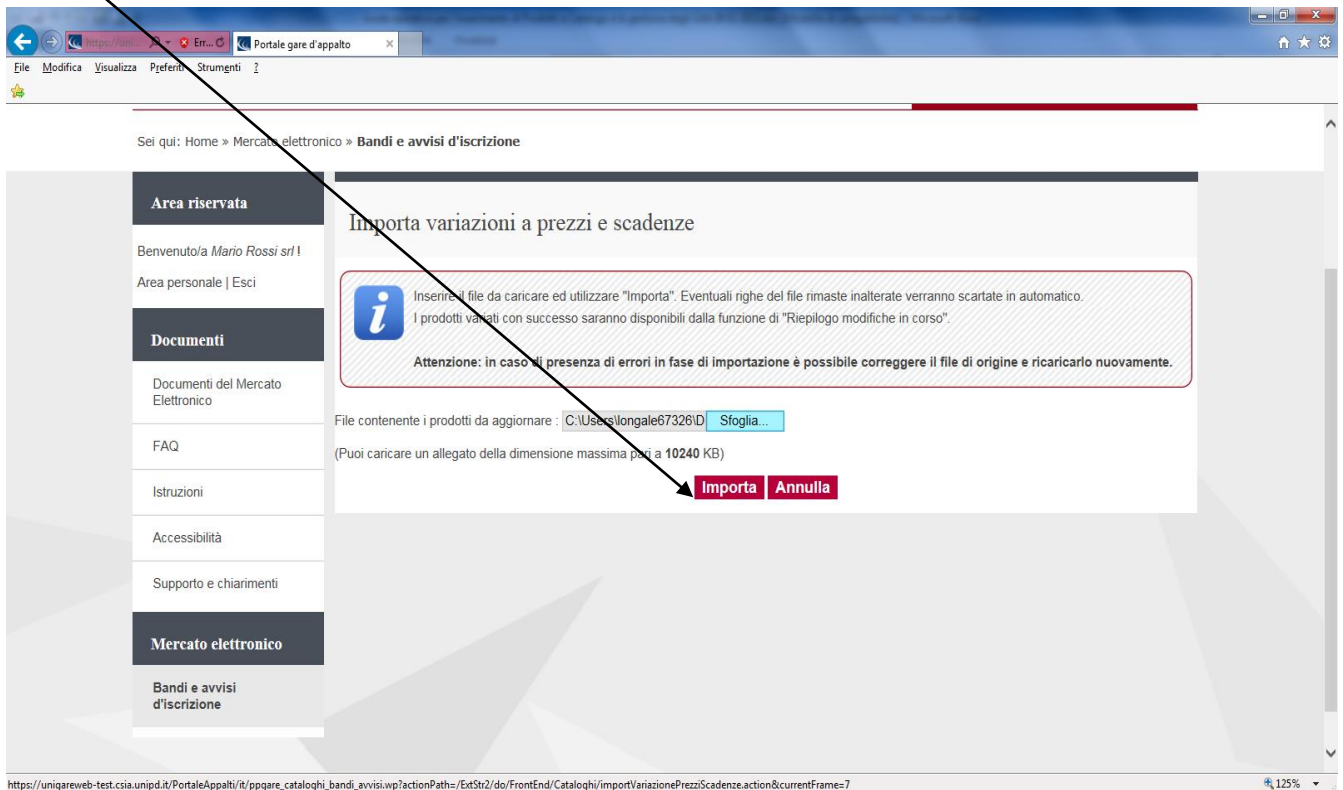 https://uni...
Err...
Portale gare d'appalto
File Modifica Visualizza Preferiti Strumenti ?
Sei qui: Home » Mercato elettronico » Bandi e avvisi d'iscrizione
Area riservata
Benvenuto/a Mario Rossi srl !
Area personale | Esci
Documenti
Documenti del Mercato
Elettronico
FAQ
Istruzioni
Accessibilità
Supporto e chiarimenti
Mercato elettronico
Bandi e avvisi
d'iscrizione
Importa variazioni a prezzi e scadenze
Inserire il file da caricare ed utilizzare "Importa". Eventuali righe del file rimaste inalterate verranno scartate in automatico.
I prodotti variati con successo saranno disponibili dalla funzione di "Riepilogo modifiche in corso".
Attenzione: in caso di presenza di errori in fase di importazione è possibile correggere il file di origine e ricaricarlo nuovamente.
File contenente i prodotti da aggiornare : C:\Users\longale67326\D Sfoglia...
(Puoi caricare un allegato della dimensione massima pari a 10240 KB)
Importa Annulla
https://unigareweb-test.csia.unipd.it/PortaleAppalti/it/ppgare_cataloghi_bandi_avvisi.wp?actionPath=/ExtStr2/do/FrontEnd/Cataloghi/importVariazionePrezziScadenze.action&currentFrame=7
125%